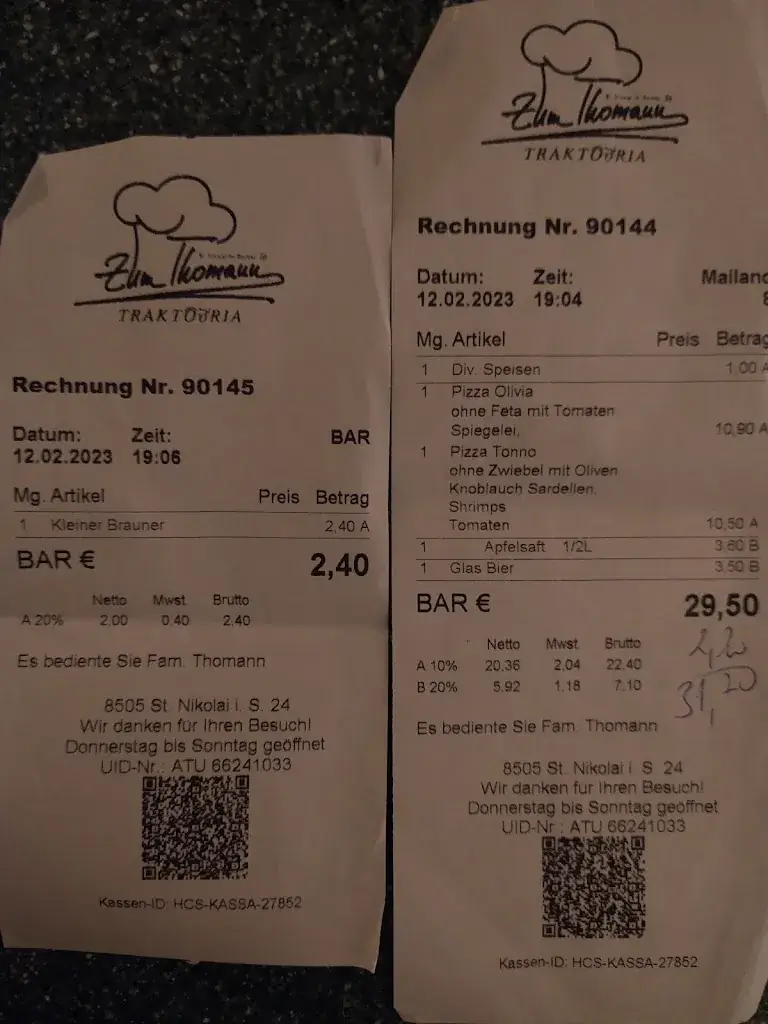 Zum Thomann
TRAKTOURIA
Rechnung Nr. 90145
Datum: Zeit: BAR
12.02.2023 19:06
Mg. Artikel Preis Betrag
1 Kleiner Brauner 2,40 A
BAR € 2,40
Netto Mwst. Brutto
A 20% 2,00 0,40 2,40
Es bediente Sie Fam. Thomann
8505 St. Nikolai i. S. 24
Wir danken für Ihren Besuch!
Donnerstag bis Sonntag geöffnet
UID-Nr.: ATU 66241033
Kassen-ID: HCS-KASSA-27852
Zum Thomann
TRAKTOURIA
Rechnung Nr. 90144
Datum: Zeit: Mailand
12.02.2023 19:04
Mg. Artikel Preis Betrag
1 Div. Speisen 1,00 A
1 Pizza Olivia
ohne Feta mit Tomaten
Spiegelei, 10,90 A
1 Pizza Tonno
ohne Zwiebel mit Oliven
Knoblauch Sardellen,
Shrimps
Tomaten 10,50 A
1 Apfelsaft 1/2L 3,60 B
1 Glas Bier 3,50 B
BAR € 29,50
Netto Mwst. Brutto
A 10% 20,36 2,04 22,40
B 20% 5,92 1,18 7,10
31,20
Es bediente Sie Fam. Thomann
8505 St. Nikolai i. S. 24
Wir danken für Ihren Besuch!
Donnerstag bis Sonntag geöffnet
UID-Nr.: ATU 66241033
Kassen-ID: HCS-KASSA-27852